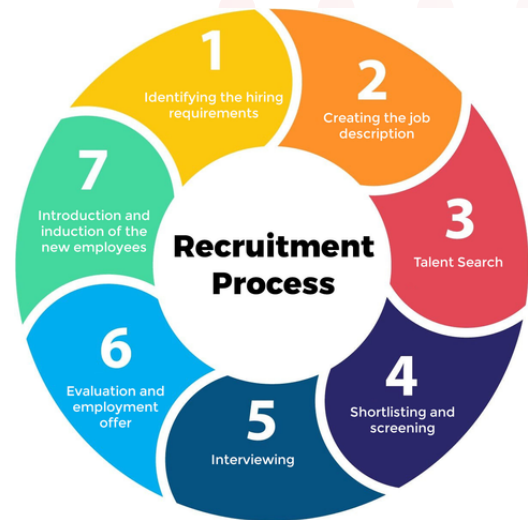 1
Identifying the hiring
requirements
2
Creating the job
description
3
Talent Search
4
Shortlisting and
screening
5
Interviewing
6
Evaluation and
employment
offer
7
Introduction and
induction of the
new employees
Recruitment
Process